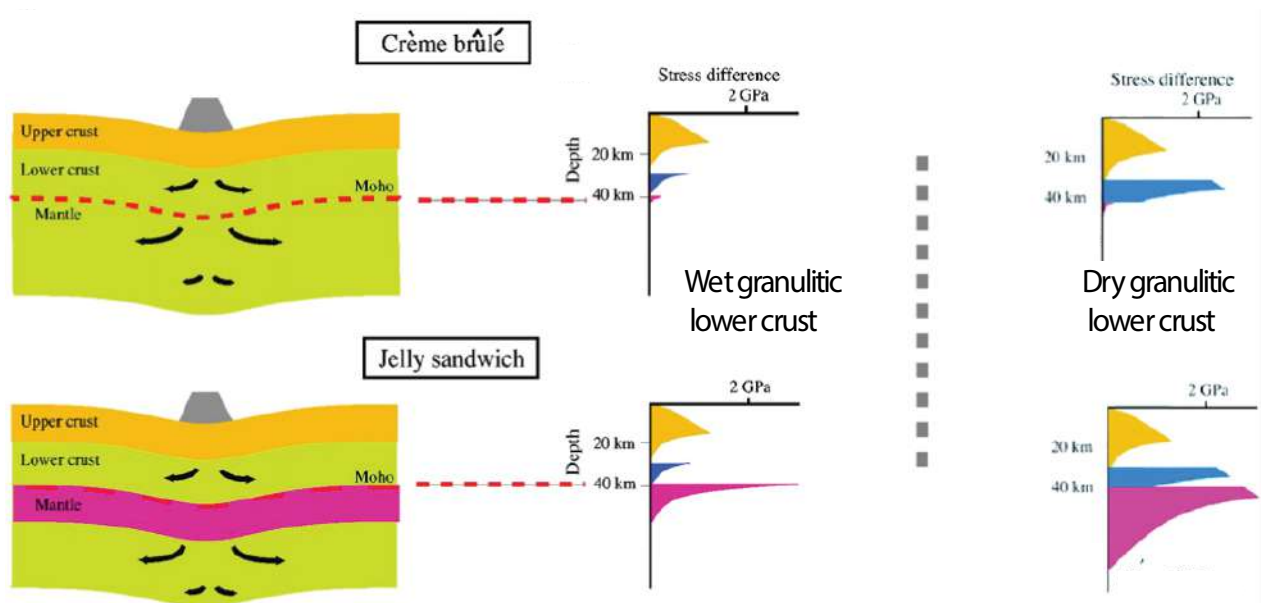 Crème brûlé
Stress difference
2 GPa
Depth
20 km
40 km
Upper crust
Lower crust
Moho
Mantle
Wet granulitic
lower crust
Stress difference
2 GPa
20 km
40 km
Dry granulitic
lower crust
Jelly sandwich
2 GPa
Depth
20 km
40 km
Upper crust
Lower crust
Moho
Mantle
2 GPa
20 km
40 km